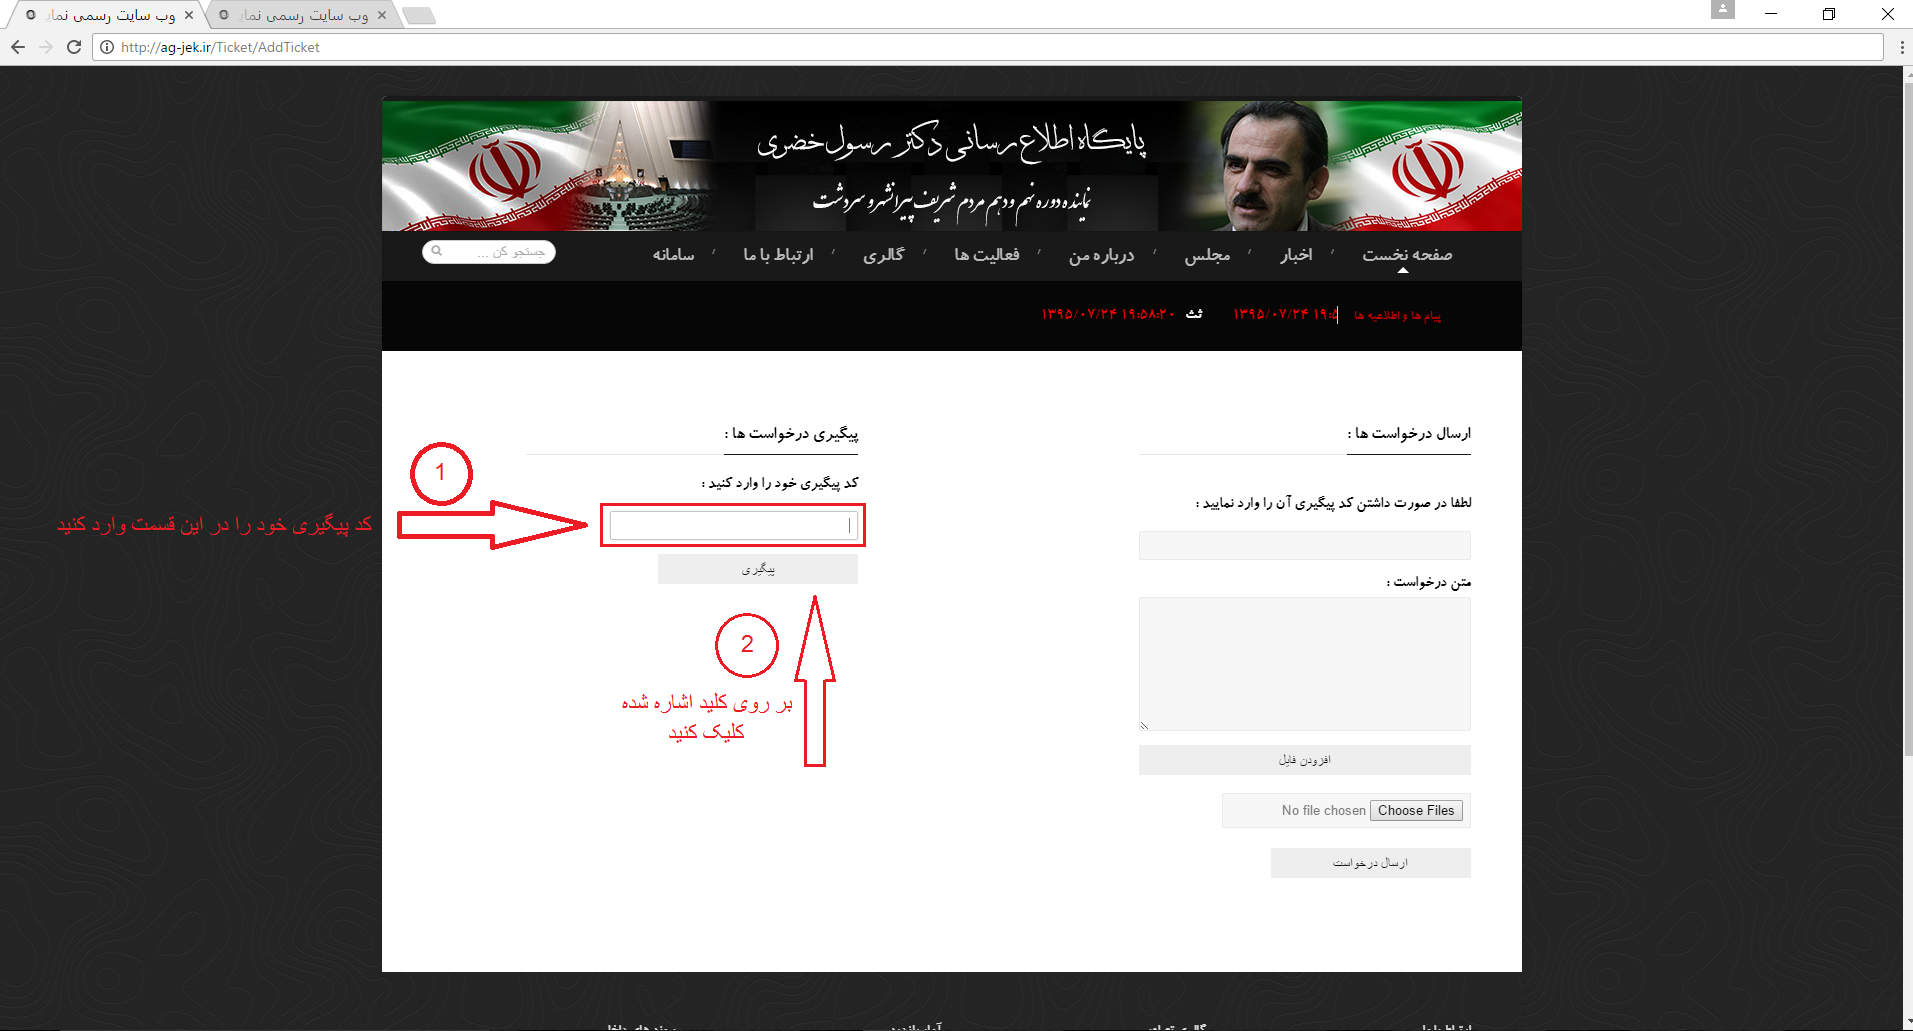 وب سایت رسمی نمای
وب سایت رسمی نمای
http://ag-jek.ir/Ticket/AddTicket
پایگاه اطلاع رسانی دکتر رسول خضری
نماینده دوره نهم و دهم مردم شریف پیرانشهر و سردشت
صفحه نخست / اخبار / مجلس / درباره من / فعالیت ها / گالری / ارتباط با ما / سامانه
جستجو کن ...
پیام ها و اطلاعیه ها ۱۳۹۵/۰۷/۲۴ ۱۹:۵ ثث ۱۳۹۵/۰۷/۲۴ ۱۹:۵۸:۲۰
ارسال درخواست ها :
لطفا در صورت داشتن کد پیگیری آن را وارد نمایید :
متن درخواست :
افزودن فایل
Choose Files No file chosen
ارسال درخواست
پیگیری درخواست ها :
کد پیگیری خود را وارد کنید :
پیگیری
1
کد پیگیری خود را در این قسمت وارد کنید
2
بر روی کلید اشاره شده
کلیک کنید